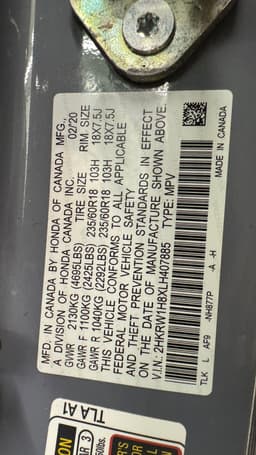 MFD. IN CANADA BY HONDA OF CANADA MFG.,
A DIVISION OF HONDA CANADA INC. 02/20
GVWR 2130KG (4695LBS) TIRE SIZE RIM SIZE
GAWR F 1100KG (2425LBS) 235/60R18 103H 18X7.5J
GAWR R 1040KG (2292LBS) 235/60R18 103H 18X7.5J
THIS VEHICLE CONFORMS TO ALL APPLICABLE
FEDERAL MOTOR VEHICLE SAFETY
AND THEFT PREVENTION STANDARDS IN EFFECT
ON THE DATE OF MANUFACTURE SHOWN ABOVE.
V.I.N.: 2HKRW1H8XLH407885 TYPE: MPV
TLK L AF9 -NH877P -A -H
MADE IN CANADA
TLA A1